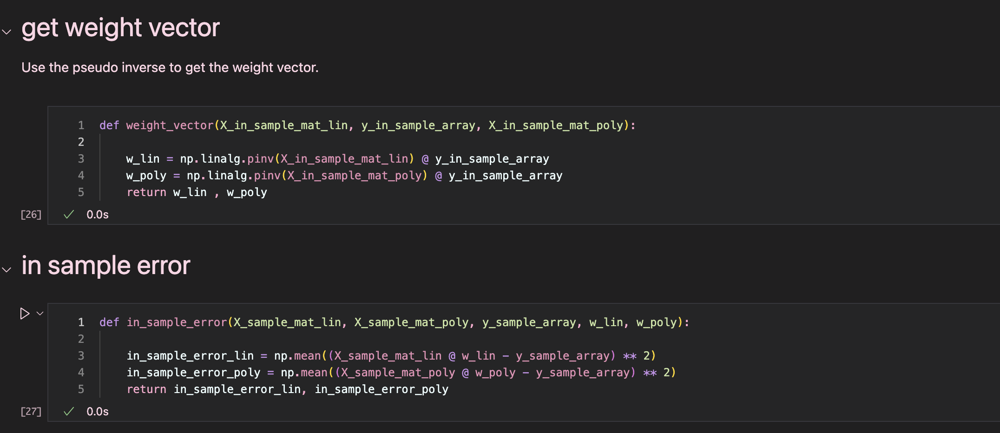 get weight vector
Use the pseudo inverse to get the weight vector.
1 def weight_vector(X_in_sample_mat_lin, y_in_sample_array, X_in_sample_mat_poly):
2
3     w_lin = np.linalg.pinv(X_in_sample_mat_lin) @ y_in_sample_array
4     w_poly = np.linalg.pinv(X_in_sample_mat_poly) @ y_in_sample_array
5     return w_lin , w_poly
[26] ✓ 0.0s
in sample error
1 def in_sample_error(X_sample_mat_lin, X_sample_mat_poly, y_sample_array, w_lin, w_poly):
2
3     in_sample_error_lin = np.mean((X_sample_mat_lin @ w_lin - y_sample_array) ** 2)
4     in_sample_error_poly = np.mean((X_sample_mat_poly @ w_poly - y_sample_array) ** 2)
5     return in_sample_error_lin, in_sample_error_poly
[27] ✓ 0.0s